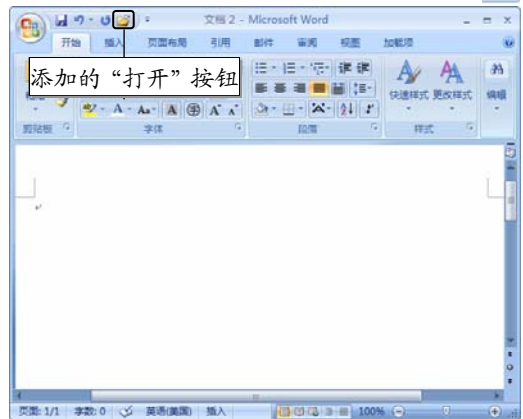 文档 2 - Microsoft Word
开始 插入 页面布局 引用 邮件 审阅 视图 加载项
添加的“打开”按钮
快速样式 更改样式 编辑
剪贴板 字体 段落 样式
页面: 1/1 字数: 0 英语(美国) 插入 100%